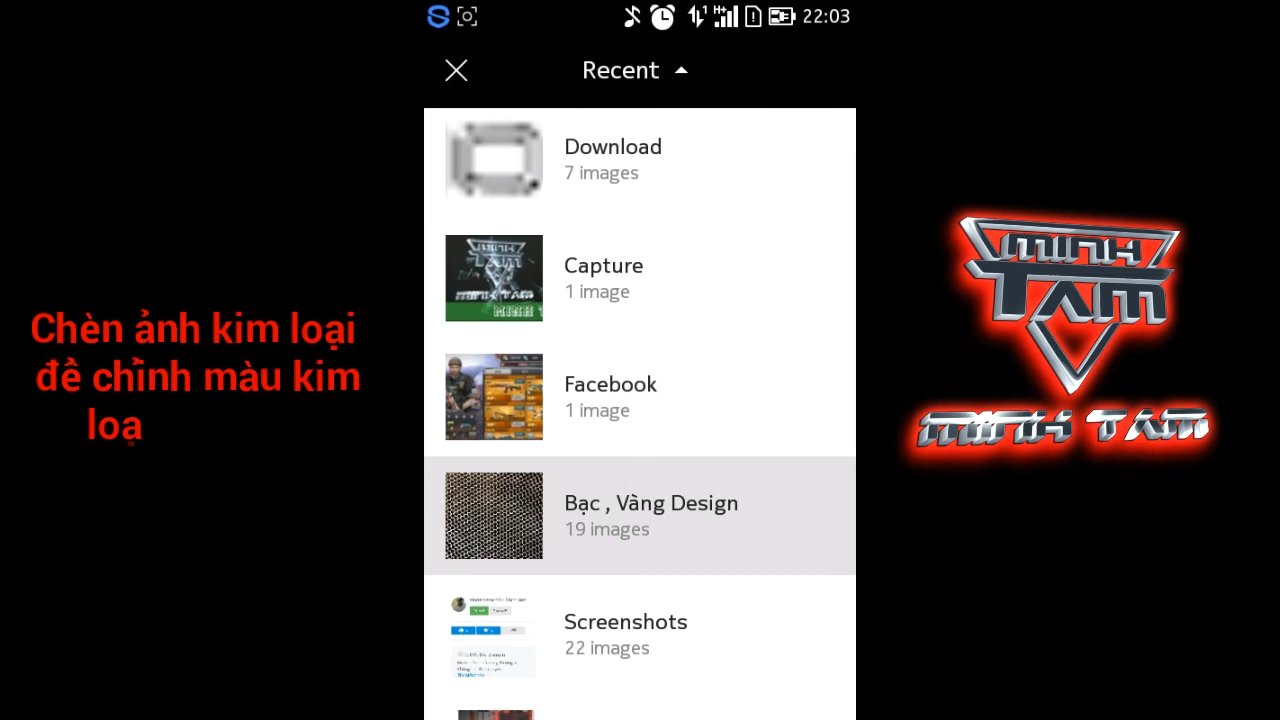 22:03
Recent
Download
7 images
Capture
1 image
Facebook
1 image
Bạc , Vàng Design
19 images
Screenshots
22 images
Chèn ảnh kim loại
để chỉnh màu kim
loạ
MINH
TAM
MINH TAM